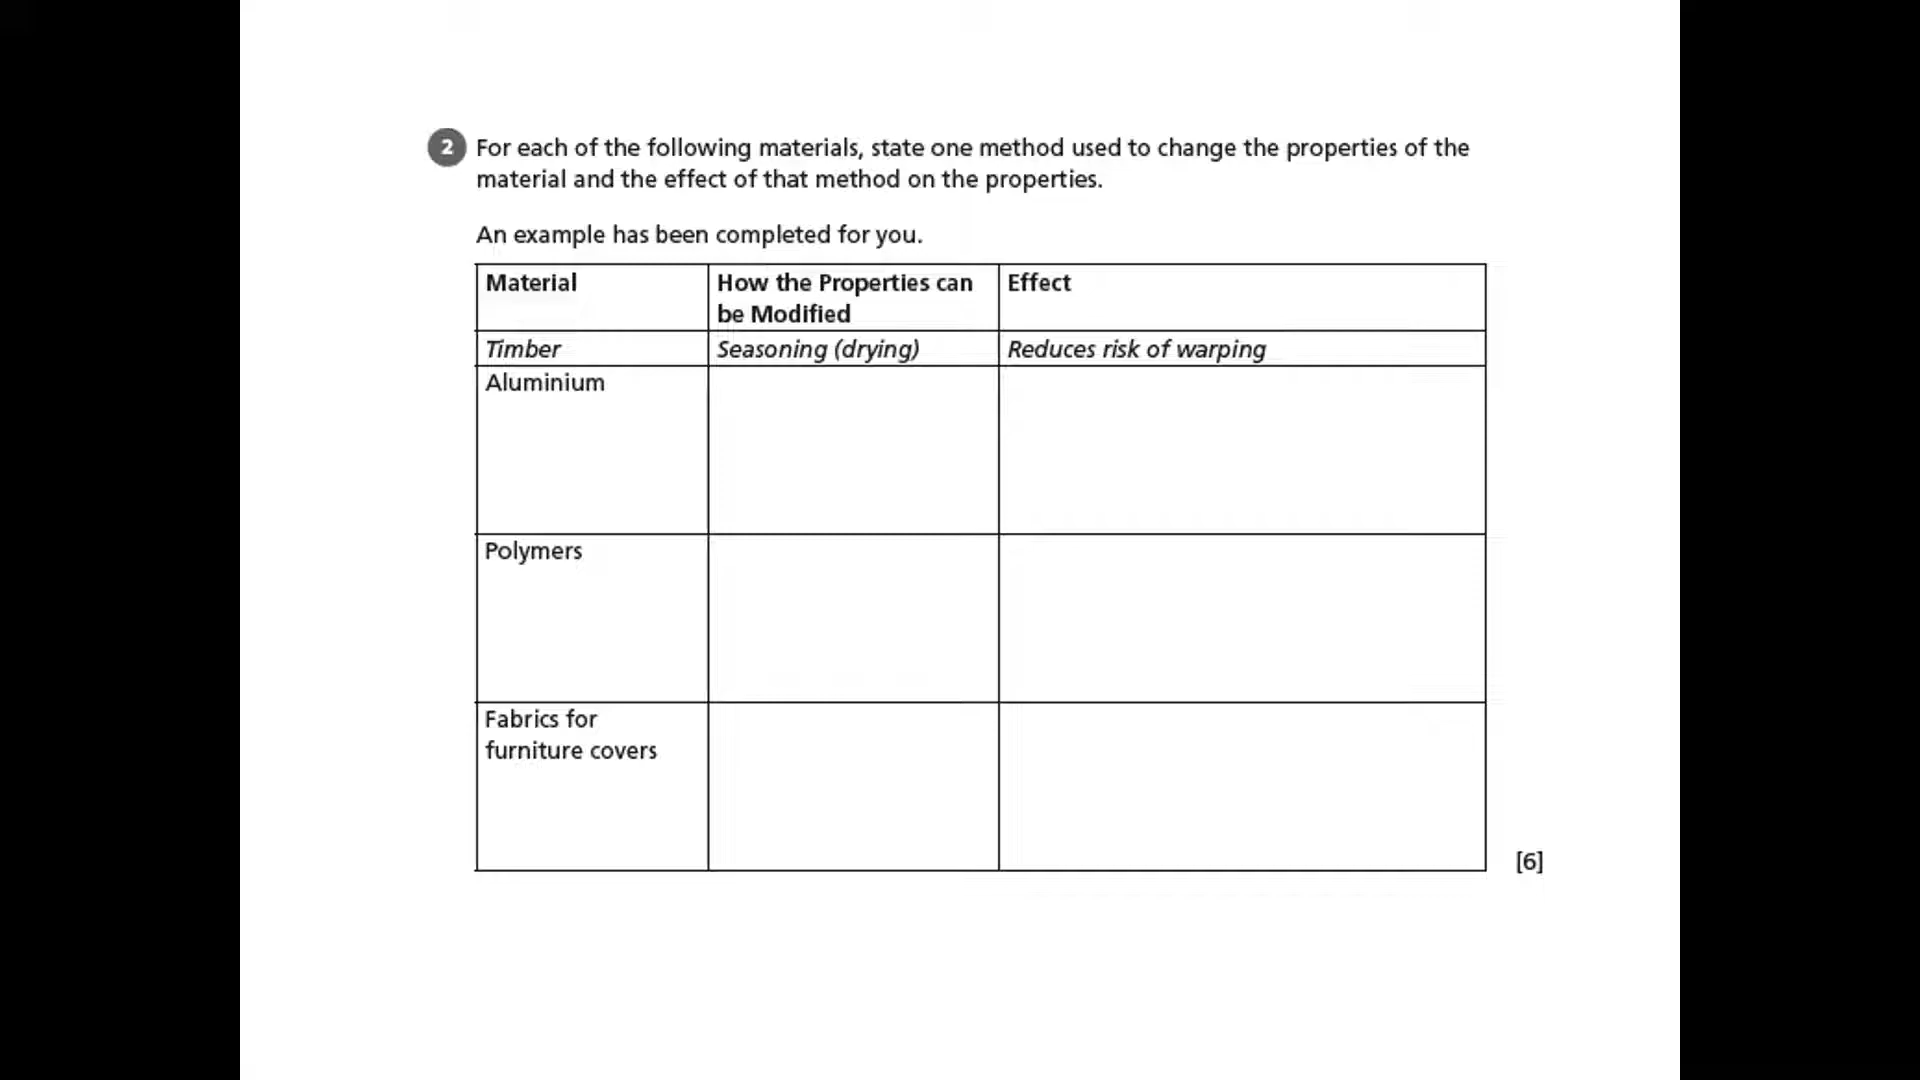 2 For each of the following materials, state one method used to change the properties of the
material and the effect of that method on the properties.
An example has been completed for you.
Material How the Properties can be Modified Effect
Timber Seasoning (drying) Reduces risk of warping
Aluminium
Polymers
Fabrics for
furniture covers
[6]